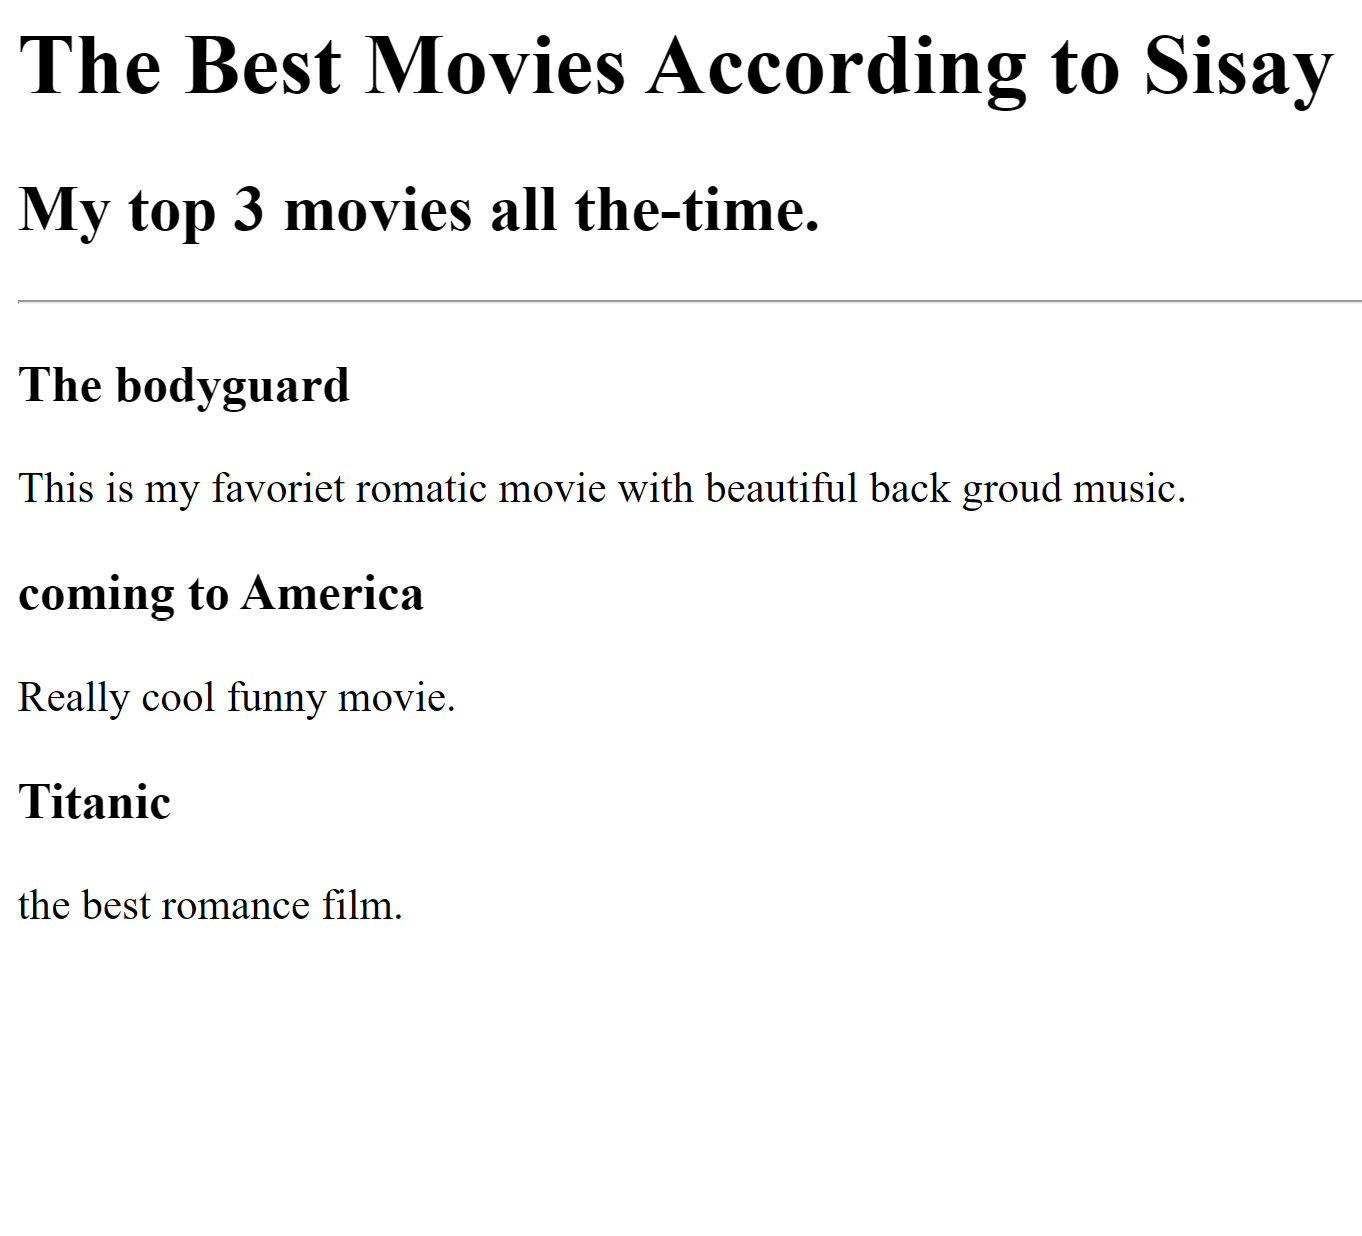 The Best Movies According to Sisay
My top 3 movies all the-time.
The bodyguard
This is my favoriet romatic movie with beautiful back groud music.
coming to America
Really cool funny movie.
Titanic
the best romance film.